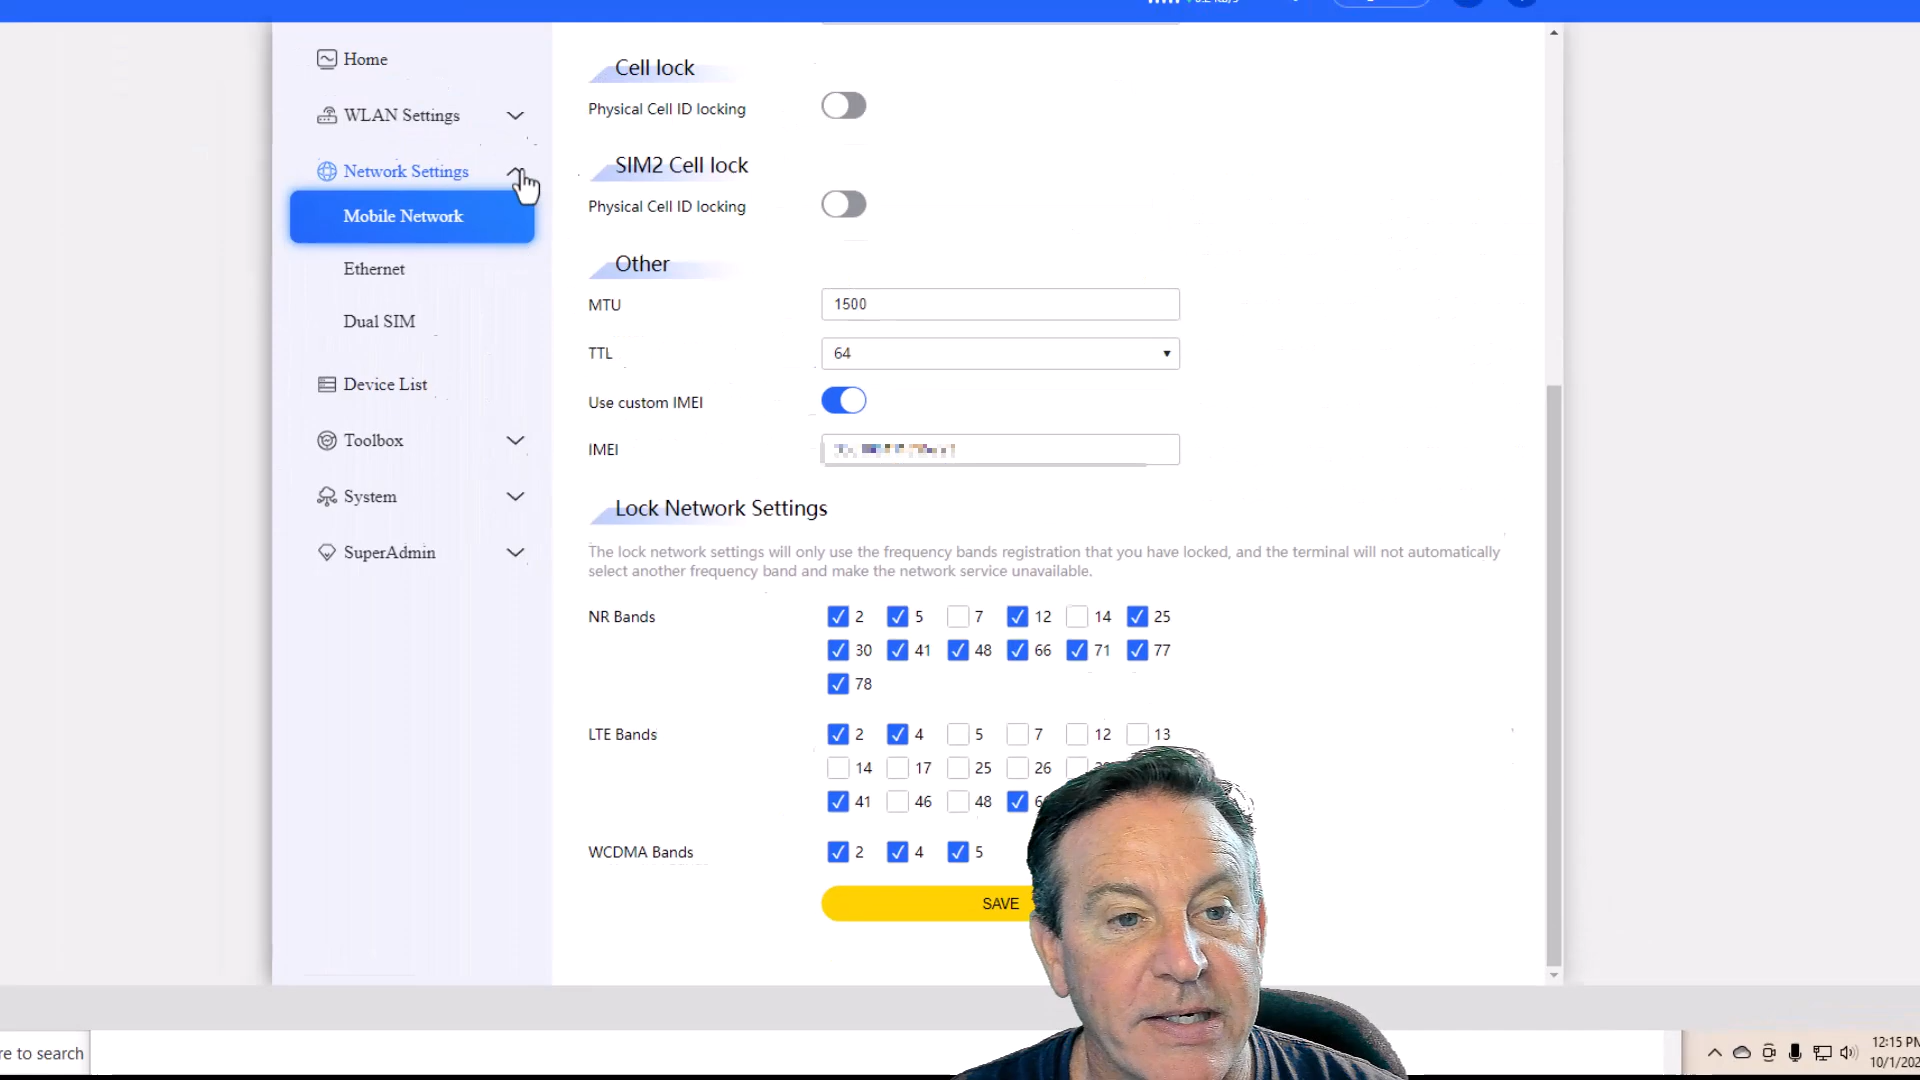 Home
WLAN Settings
Network Settings
Mobile Network
Ethernet
Dual SIM
Device List
Toolbox
System
SuperAdmin
Cell lock
Physical Cell ID locking
SIM2 Cell lock
Physical Cell ID locking
Other
MTU 1500
TTL 64
Use custom IMEI
IMEI
Lock Network Settings
The lock network settings will only use the frequency bands registration that you have locked, and the terminal will not automatically
select another frequency band and make the network service unavailable.
NR Bands 2 5 7 12 14 25
30 41 48 66 71 77
78
LTE Bands 2 4 5 7 12 13
14 17 25 26
41 46 48
WCDMA Bands 2 4 5
SAVE
re to search
12:15 PM
10/1/202